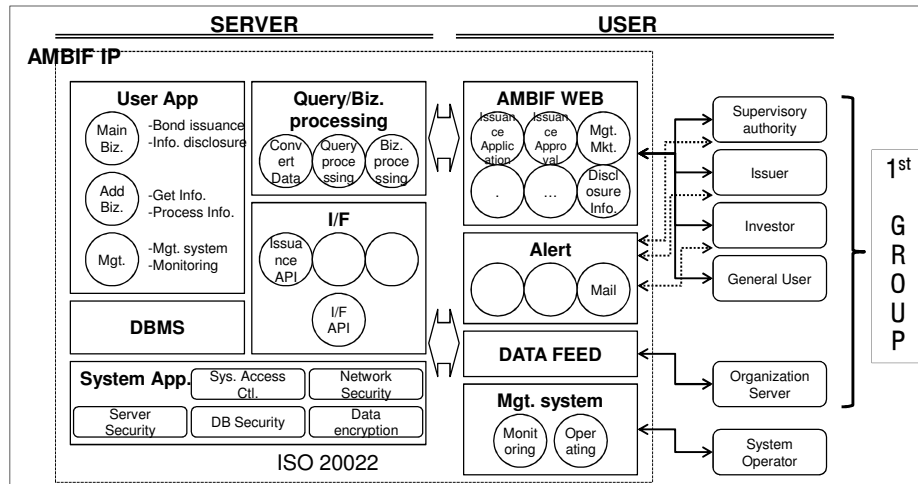 SERVER
USER
AMBIF IP
User App
Main
Biz.
-Bond issuance
-Info. disclosure
Add
Biz.
-Get Info.
-Process Info.
Mgt.
-Mgt. system
-Monitoring
DBMS
Query/Biz.
processing
Conv
ert
Data
Query
proce
ssing
Biz.
proce
ssing
I/F
Issua
nce
API
I/F
API
System App.
Sys. Access
Ctl.
Network
Security
Server
Security
DB Security
Data
encryption
ISO 20022
AMBIF WEB
Issuan
ce
Applic
ation
Issuan
ce
Appro
val
Mgt.
Mkt.
.
...
Discl
osure
Info.
Alert
Mail
DATA FEED
Mgt. system
Monit
oring
Oper
ating
Supervisory
authority
Issuer
Investor
General User
Organization
Server
System
Operator
1st
G
R
O
U
P